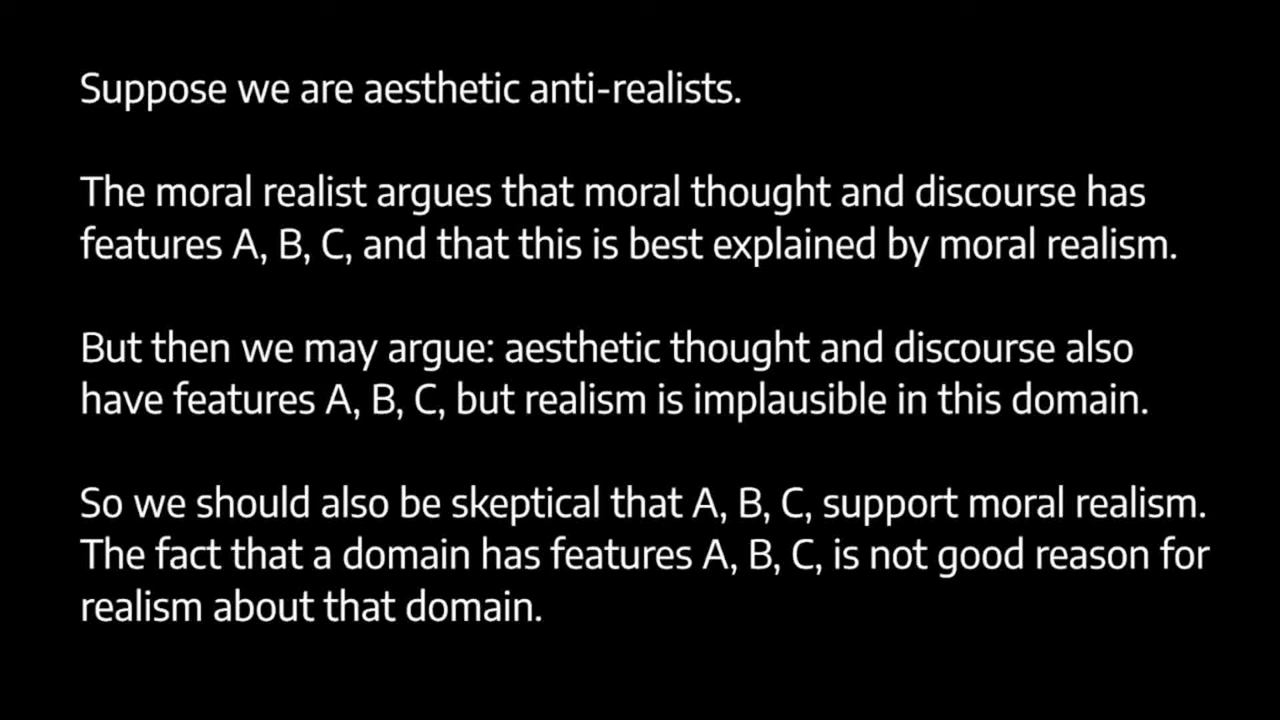 Suppose we are aesthetic anti-realists.
The moral realist argues that moral thought and discourse has
features A, B, C, and that this is best explained by moral realism.
But then we may argue: aesthetic thought and discourse also
have features A, B, C, but realism is implausible in this domain.
So we should also be skeptical that A, B, C, support moral realism.
The fact that a domain has features A, B, C, is not good reason for
realism about that domain.